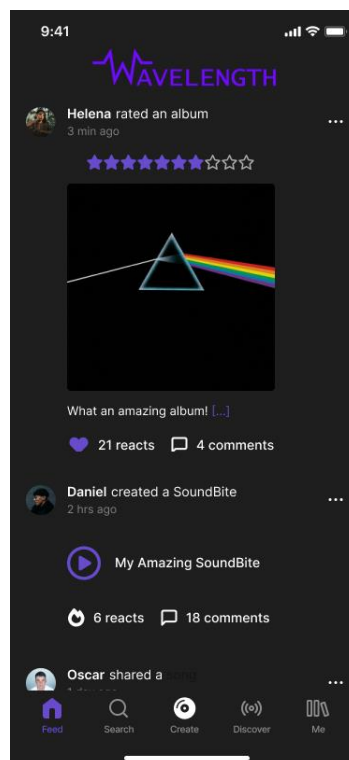 9:41
WAVELENGTH
Helena rated an album
3 min ago
What an amazing album! [...]
21 reacts 4 comments
Daniel created a SoundBite
2 hrs ago
My Amazing SoundBite
6 reacts 18 comments
Oscar shared a song
Feed Search Create Discover Me